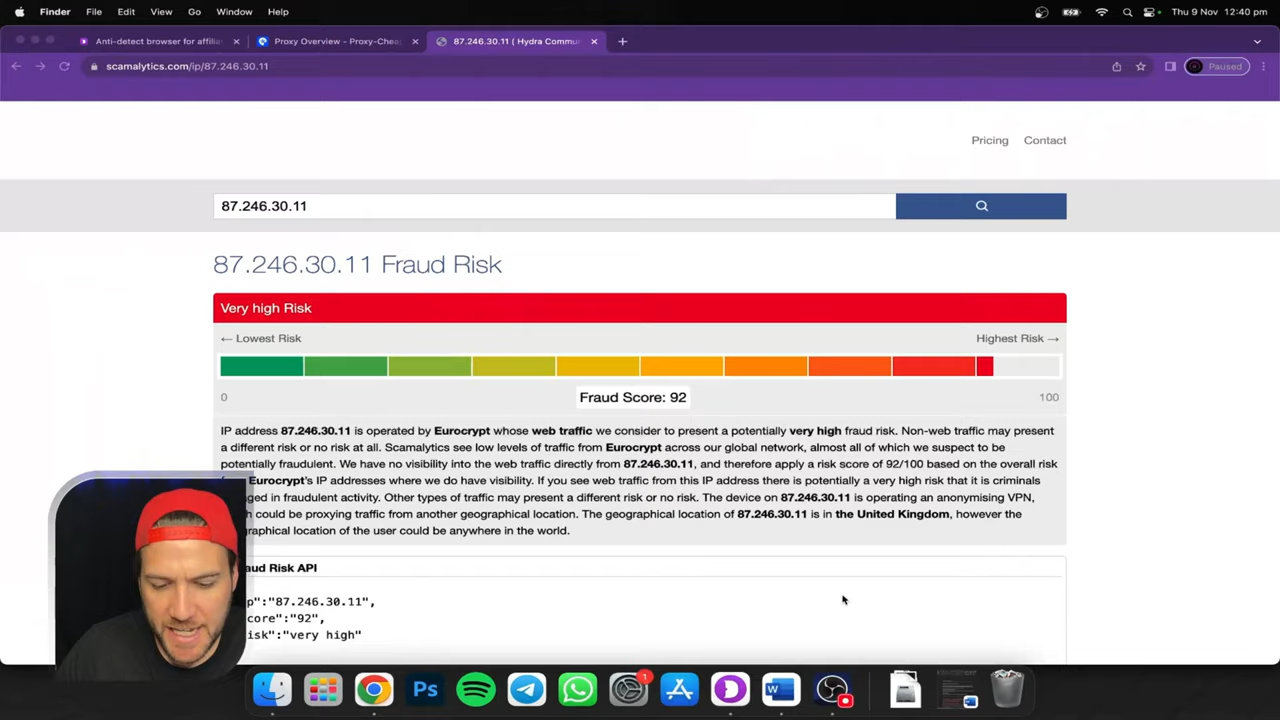 Finder File Edit View Go Window Help Thu 9 Nov 12:40 pm
Anti-detect browser for affilia Proxy Overview - Proxy-Chea 87.246.30.11 ( Hydra Commun
scamalytics.com/ip/87.246.30.11 Paused
Pricing Contact
87.246.30.11
87.246.30.11 Fraud Risk
Very high Risk
← Lowest Risk Highest Risk →
0 Fraud Score: 92 100
IP address 87.246.30.11 is operated by Eurocrypt whose web traffic we consider to present a potentially very high fraud risk. Non-web traffic may present
a different risk or no risk at all. Scamalytics see low levels of traffic from Eurocrypt across our global network, almost all of which we suspect to be
potentially fraudulent. We have no visibility into the web traffic directly from 87.246.30.11, and therefore apply a risk score of 92/100 based on the overall risk
Eurocrypt's IP addresses where we do have visibility. If you see web traffic from this IP address there is potentially a very high risk that it is criminals
ged in fraudulent activity. Other types of traffic may present a different risk or no risk. The device on 87.246.30.11 is operating an anonymising VPN,
h could be proxying traffic from another geographical location. The geographical location of 87.246.30.11 is in the United Kingdom, however the
graphical location of the user could be anywhere in the world.
aud Risk API
p":"87.246.30.11",
core":"92",
isk":"very high"
Ps 1